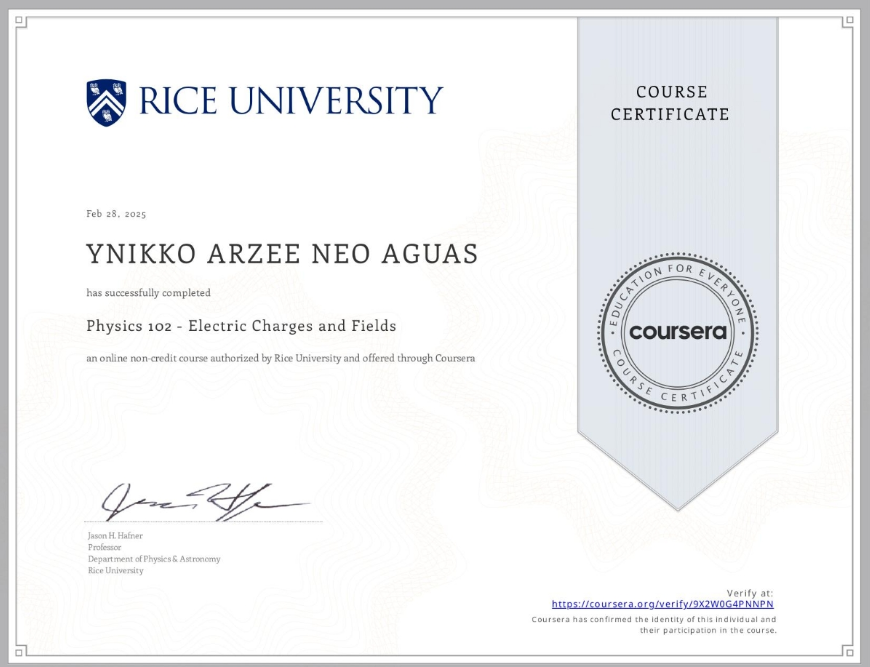 RICE UNIVERSITY
COURSE
CERTIFICATE
Feb 28, 2025
YNIKKO ARZEE NEO AGUAS
has successfully completed
Physics 102 - Electric Charges and Fields
an online non-credit course authorized by Rice University and offered through Coursera
EDUCATION FOR EVERYONE
coursera
COURSE CERTIFICATE
Jason H. Hafner
Professor
Department of Physics & Astronomy
Rice University
Verify at:
https://coursera.org/verify/9X2W0G4PNNPN
Coursera has confirmed the identity of this individual and
their participation in the course.